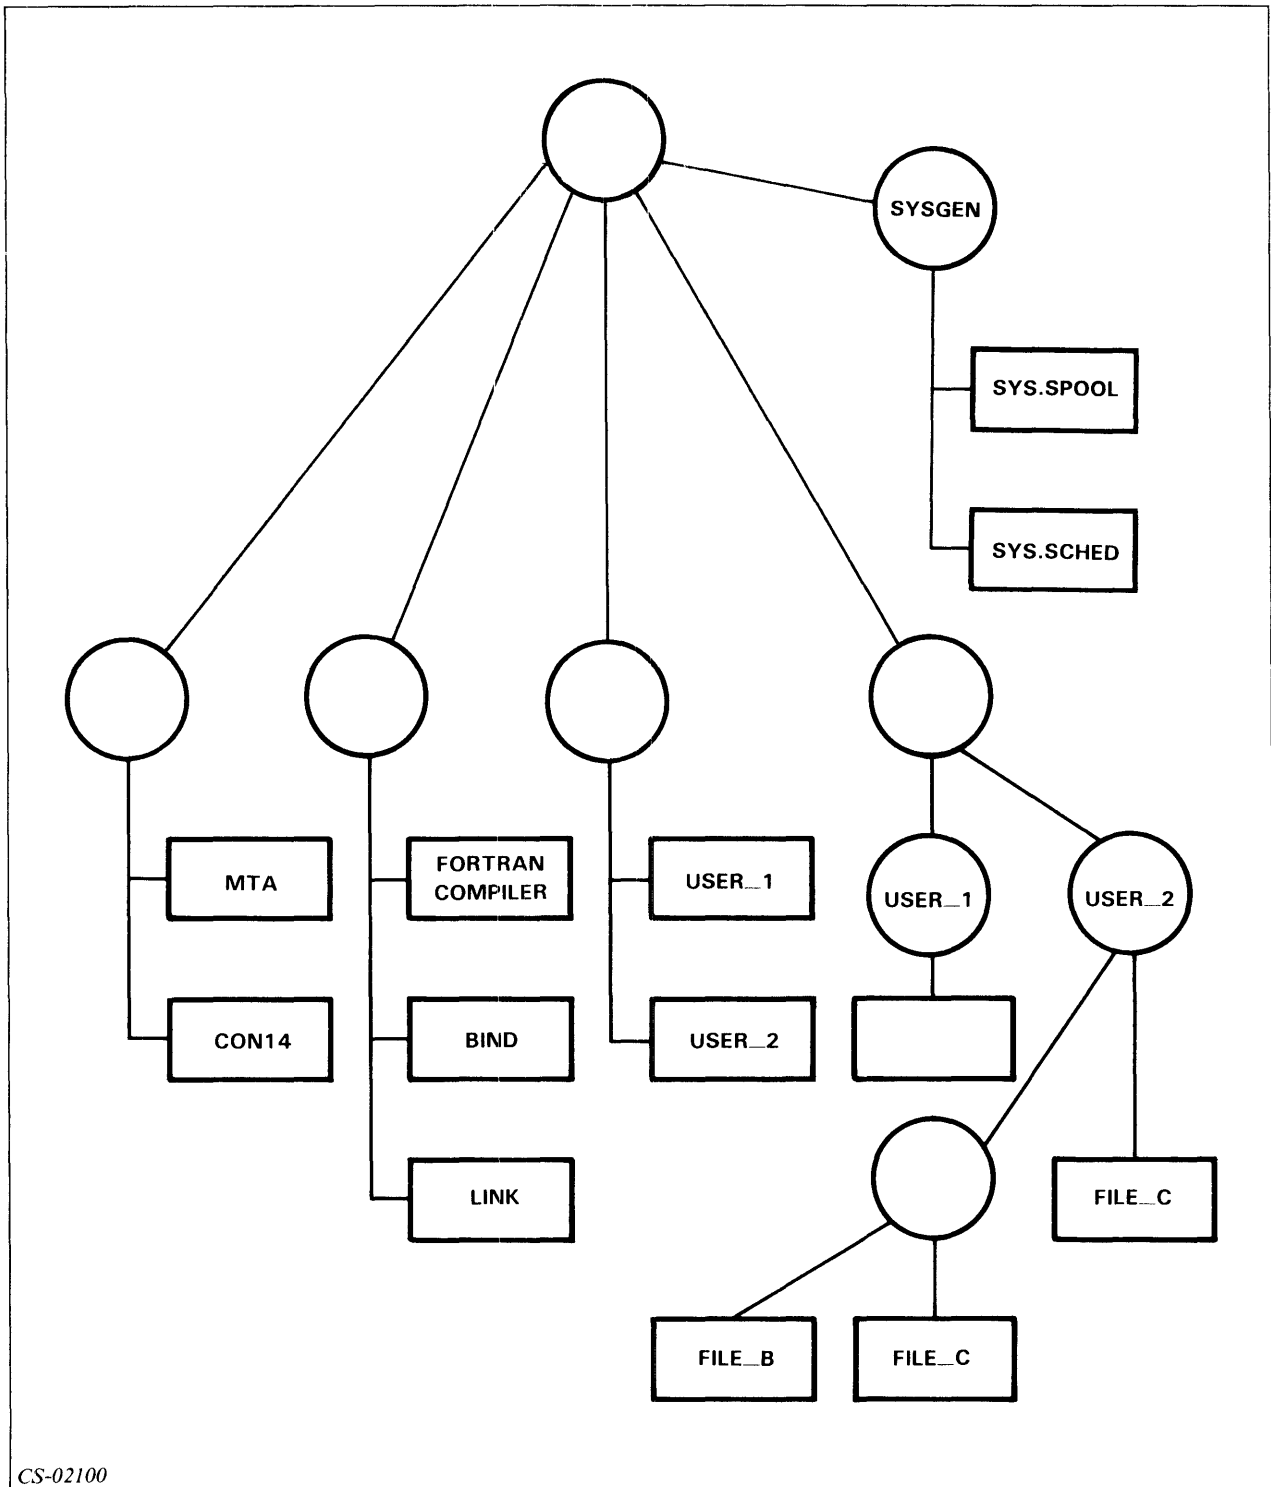 SYSGEN
SYS.SPOOL
SYS.SCHED
MTA
FORTRAN
COMPILER
USER_1
USER_1
USER_2
CON14
BIND
USER_2
LINK
FILE_C
FILE_B
FILE_C
CS-02100